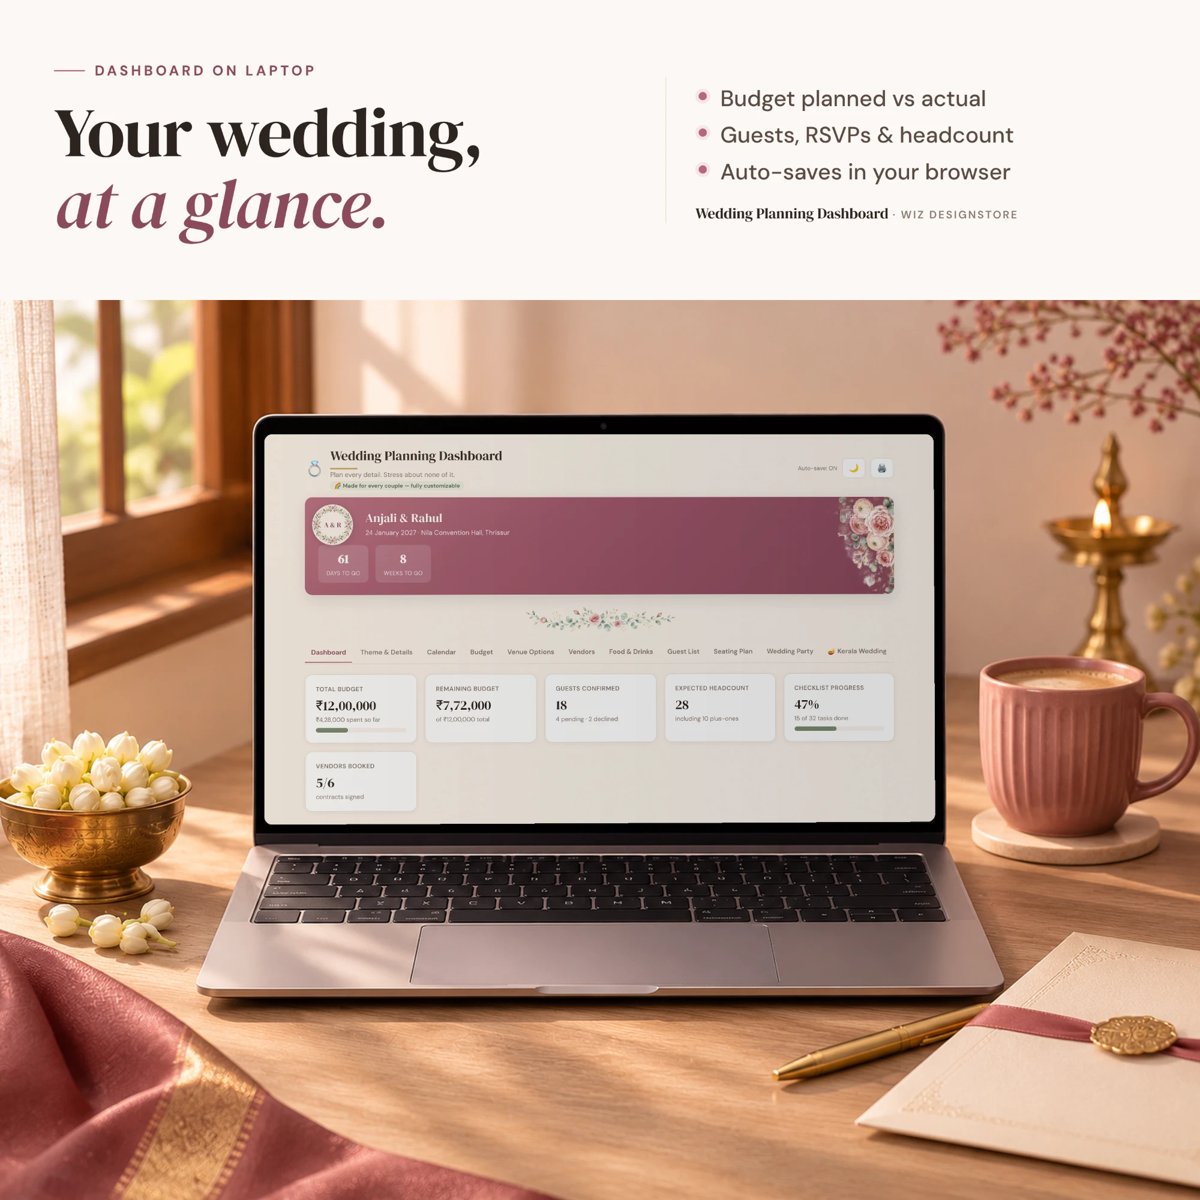 DASHBOARD ON LAPTOP
Your wedding,
at a glance.
Budget planned vs actual
Guests, RSVPs & headcount
Auto-saves in your browser
Wedding Planning Dashboard · WIZ DESIGNSTORE
Wedding Planning Dashboard
Plan every detail. Stress about none of it.
Made for every couple — fully customizable
Auto-save: ON
A & R
Anjali & Rahul
24 January 2027 · Nila Convention Hall, Thrissur
61
DAYS TO GO
8
WEEKS TO GO
Dashboard Theme & Details Calendar Budget Venue Options Vendors Food & Drinks Guest List Seating Plan Wedding Party Kerala Wedding
TOTAL BUDGET
₹12,00,000
₹4,28,000 spent so far
REMAINING BUDGET
₹7,72,000
of ₹12,00,000 total
GUESTS CONFIRMED
18
4 pending · 2 declined
EXPECTED HEADCOUNT
28
including 10 plus-ones
CHECKLIST PROGRESS
47%
15 of 32 tasks done
VENDORS BOOKED
5/6
contracts signed